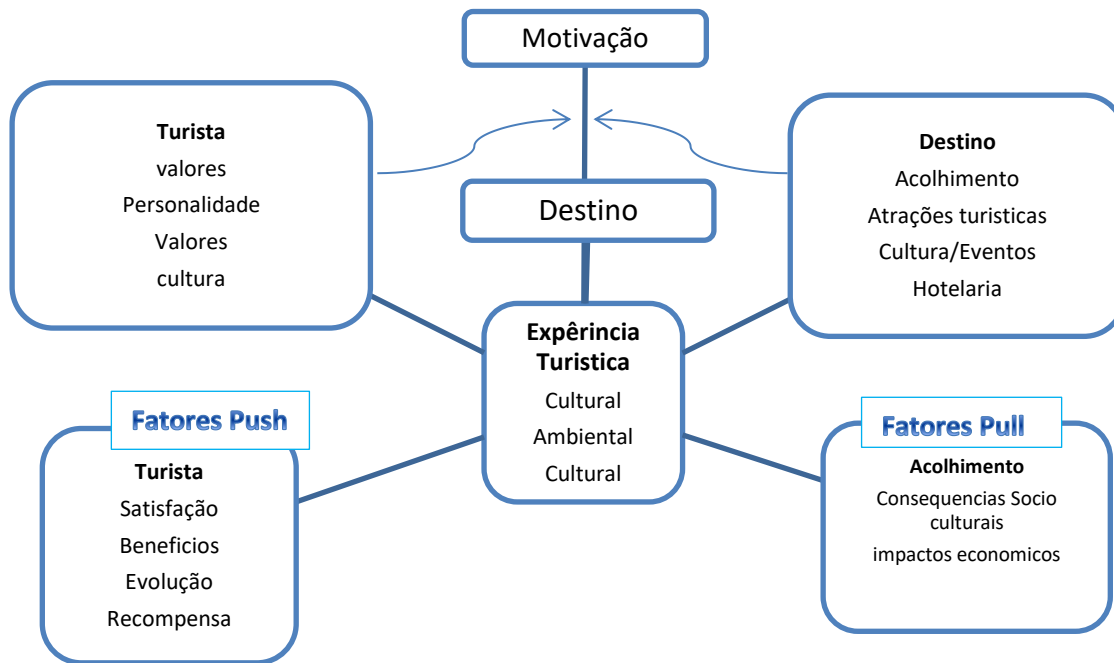 Motivação
Turista
valores
Personalidade
Valores
cultura
Destino
Acolhimento
Atrações turisticas
Cultura/Eventos
Hotelaria
Destino
Expêrincia
Turistica
Cultural
Ambiental
Cultural
Fatores Push
Turista
Satisfação
Beneficios
Evolução
Recompensa
Fatores Pull
Acolhimento
Consequencias Socio
culturais
impactos economicos